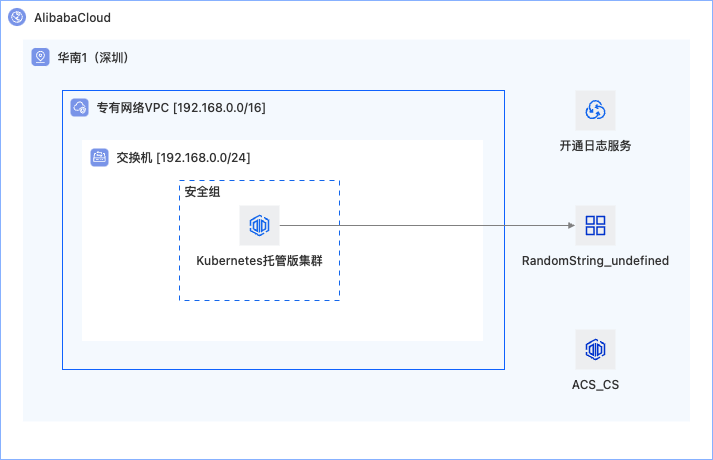 AlibabaCloud
华南1（深圳）
专有网络VPC [192.168.0.0/16]
交换机 [192.168.0.0/24]
安全组
Kubernetes托管版集群
开通日志服务
RandomString_undefined
ACS_CS